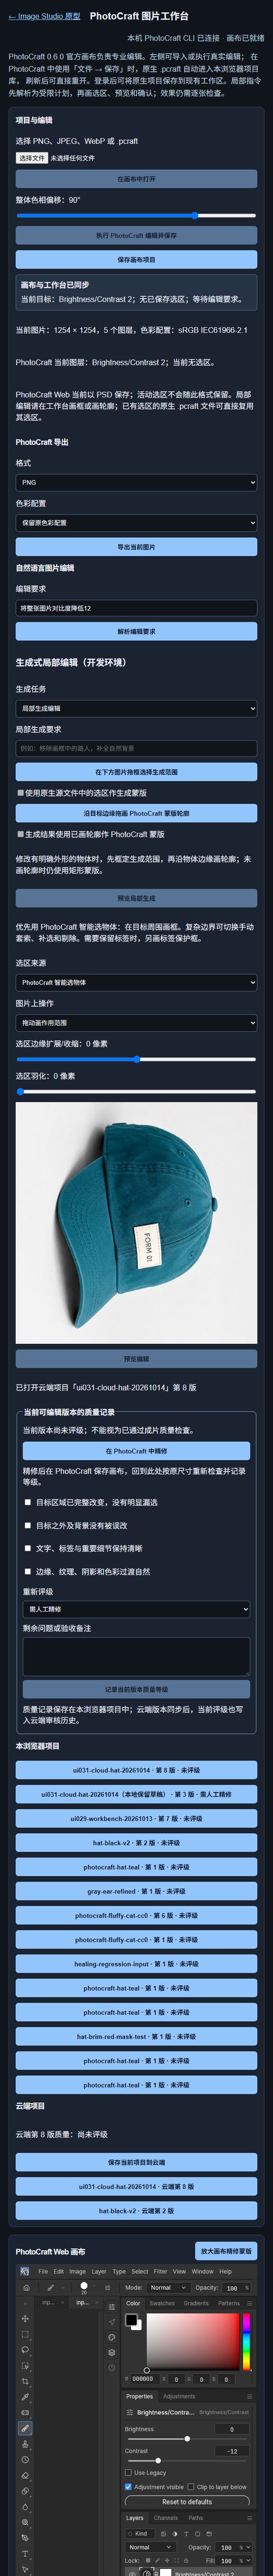 ← Image Studio 原型
PhotoCraft 图片工作台
本机 PhotoCraft CLI 已连接 · 画布已就绪
PhotoCraft 0.6.0 官方画布负责专业编辑。左侧可导入或执行真实编辑； 在
PhotoCraft 中使用「文件 → 保存」时，原生 .pcraft 自动进入本浏览器项目
库， 刷新后可直接重开。登录后可将原生项目保存到现有工作区。局部指令
先解析为受限计划，再画选区、预览和确认；效果仍需逐张检查。
项目与编辑
选择 PNG、JPEG、WebP 或 .pcraft
选择文件 未选择任何文件
在画布中打开
整体色相偏移：90°
执行 PhotoCraft 编辑并保存
保存画布项目
画布与工作台已同步
当前目标：Brightness/Contrast 2；无已保存选区；等待编辑要求。
当前图片：1254 × 1254，5 个图层，色彩配置：sRGB IEC61966-2.1
PhotoCraft 当前图层：Brightness/Contrast 2；当前无选区。
PhotoCraft Web 当前以 PSD 保存；活动选区不会随此格式保留。局
部编辑请在工作台画框或画轮廓；已有选区的原生 .pcraft 文件可直接复用
其选区。
PhotoCraft 导出
格式
PNG
色彩配置
保留原色彩配置
导出当前图片
自然语言图片编辑
编辑要求
将整张图片对比度降低12
解析编辑要求
生成式局部编辑（开发环境）
生成任务
局部生成编辑
局部生成要求
例如：移除画框中的路人，补全自然背景
在下方图片拖框选择生成范围
使用原生源文件中的选区作生成蒙版
沿目标边缘拖画 PhotoCraft 蒙版轮廓
生成结果使用已画轮廓作 PhotoCraft 蒙版
修改有明确外形的物体时，先框定生成范围，再沿物体边缘画轮廓；未
画轮廓时仍使用矩形蒙版。
预览局部生成
优先用 PhotoCraft 智能选物体：在目标周围画框。复杂边界可切换手动
套索、补选和剔除。需要保留标签时，另画标签保护框。
选区来源
PhotoCraft 智能选物体
图片上操作
拖动画作用范围
选区边缘扩展/收缩：0 像素
选区羽化：0 像素
FORM 01
预览编辑
已打开云端项目「ui031-cloud-hat-20261014」第 8 版
当前可编辑版本的质量记录
当前版本尚未评级；不能视为已通过成片质量检查。
在 PhotoCraft 中精修
精修后在 PhotoCraft 保存画布，回到此处按原尺寸重新检查并记录
等级。
目标区域已完整改变，没有明显漏选
目标之外及背景没有被误改
文字、标签与重要细节保持清晰
边缘、纹理、阴影和色彩过渡自然
重新评级
需人工精修
剩余问题或验收备注
记录当前版本质量等级
质量记录保存在本浏览器项目中；云端版本同步后，当前评级也写
入云端审核历史。
本浏览器项目
ui031-cloud-hat-20261014 · 第 8 版 · 未评级
ui031-cloud-hat-20261014（本地保留草稿） · 第 3 版 · 需人工精修
ui029-workbench-20261013 · 第 7 版 · 未评级
hat-black-v2 · 第 2 版 · 未评级
photocraft-hat-teal · 第 1 版 · 未评级
gray-ear-refined · 第 1 版 · 未评级
photocraft-fluffy-cat-cc0 · 第 6 版 · 未评级
photocraft-fluffy-cat-cc0 · 第 1 版 · 未评级
healing-regression-input · 第 1 版 · 未评级
photocraft-hat-teal · 第 1 版 · 未评级
photocraft-hat-teal · 第 1 版 · 未评级
hat-brim-red-mask-test · 第 1 版 · 未评级
photocraft-hat-teal · 第 1 版 · 未评级
photocraft-hat-teal · 第 1 版 · 未评级
云端项目
云端第 8 版质量：尚未评级
保存当前项目到云端
ui031-cloud-hat-20261014 · 云端第 8 版
hat-black-v2 · 云端第 2 版
PhotoCraft Web 画布
放大画布精修蒙版
File Edit Image Layer Type Select Filter View Window Help
20
Mode: Normal Opacity: 100 %
inp... × inp... ×
Color Swatches Gradients Patterns
# 000000 0 0 0
Properties Adjustments
Brightness/Contra... Brightness/Contrast
Brightness 0
Contrast -12
Use Legacy
Adjustment visible Clip to layer below
Reset to defaults
Layers Channels Paths
Kind
Normal Opacity: 100 %
Lock: Fill: 100 %
Brightness/Contrast 2